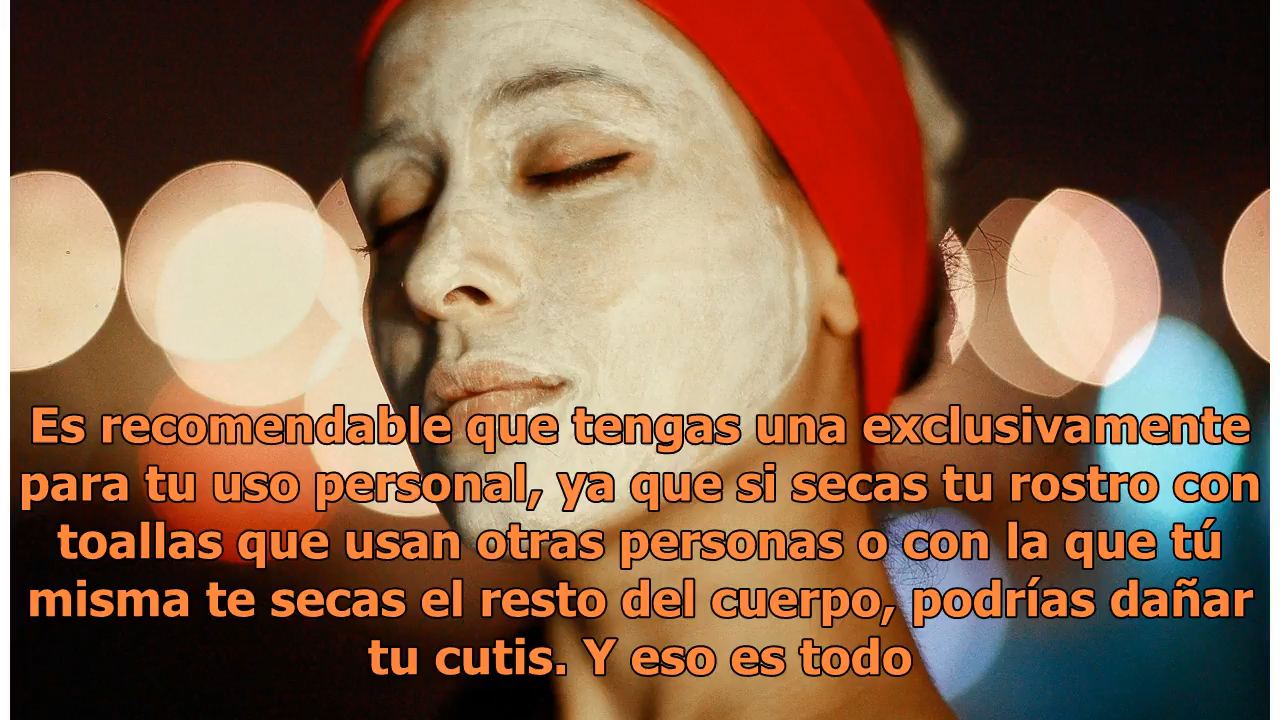 Es recomendable que tengas una exclusivamente
para tu uso personal, ya que si secas tu rostro con
toallas que usan otras personas o con la que tú
misma te secas el resto del cuerpo, podrías dañar
tu cutis. Y eso es todo